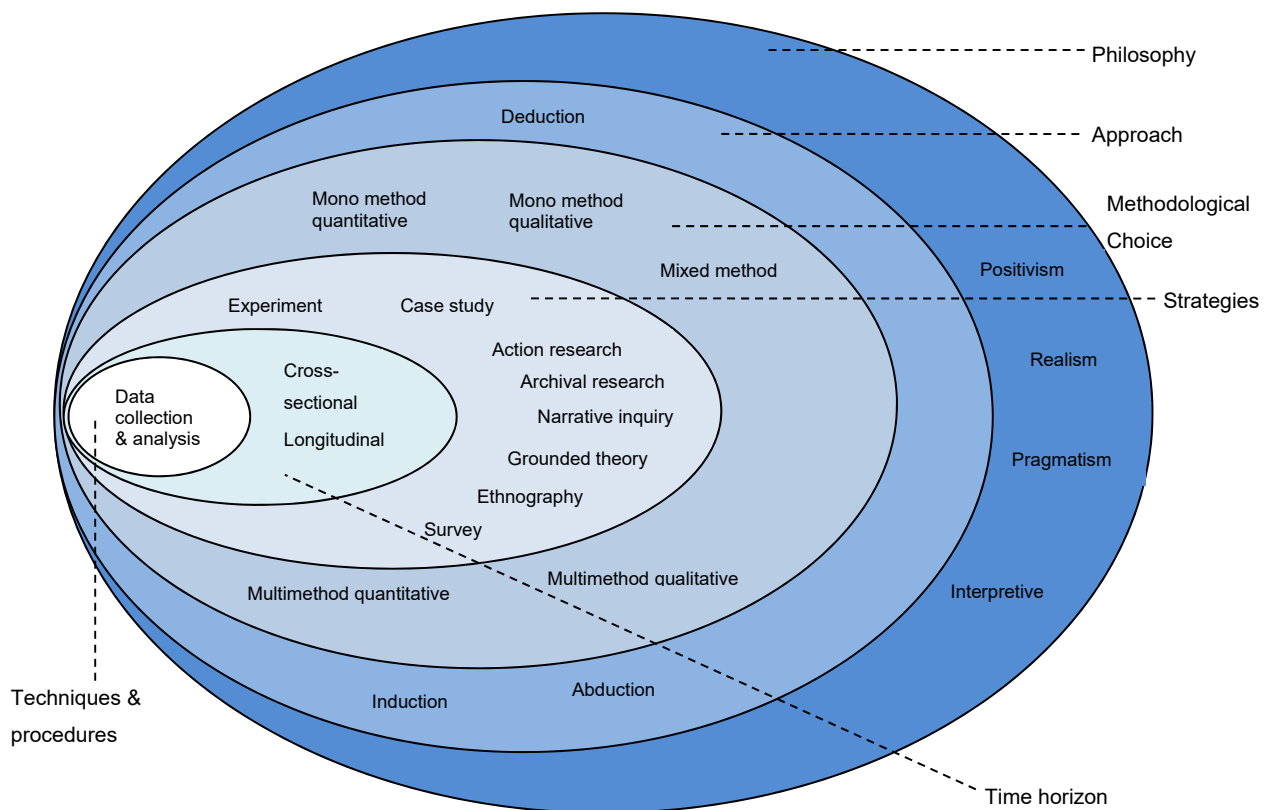 Philosophy
Deduction
Approach
Mono method
quantitative
Mono method
qualitative
Methodological
Choice
Mixed method
Positivism
Experiment
Case study
Strategies
Action research
Realism
Cross-
sectional
Longitudinal
Archival research
Data
collection
& analysis
Narrative inquiry
Grounded theory
Pragmatism
Ethnography
Survey
Multimethod quantitative
Multimethod qualitative
Interpretive
Induction
Abduction
Techniques &
procedures
Time horizon